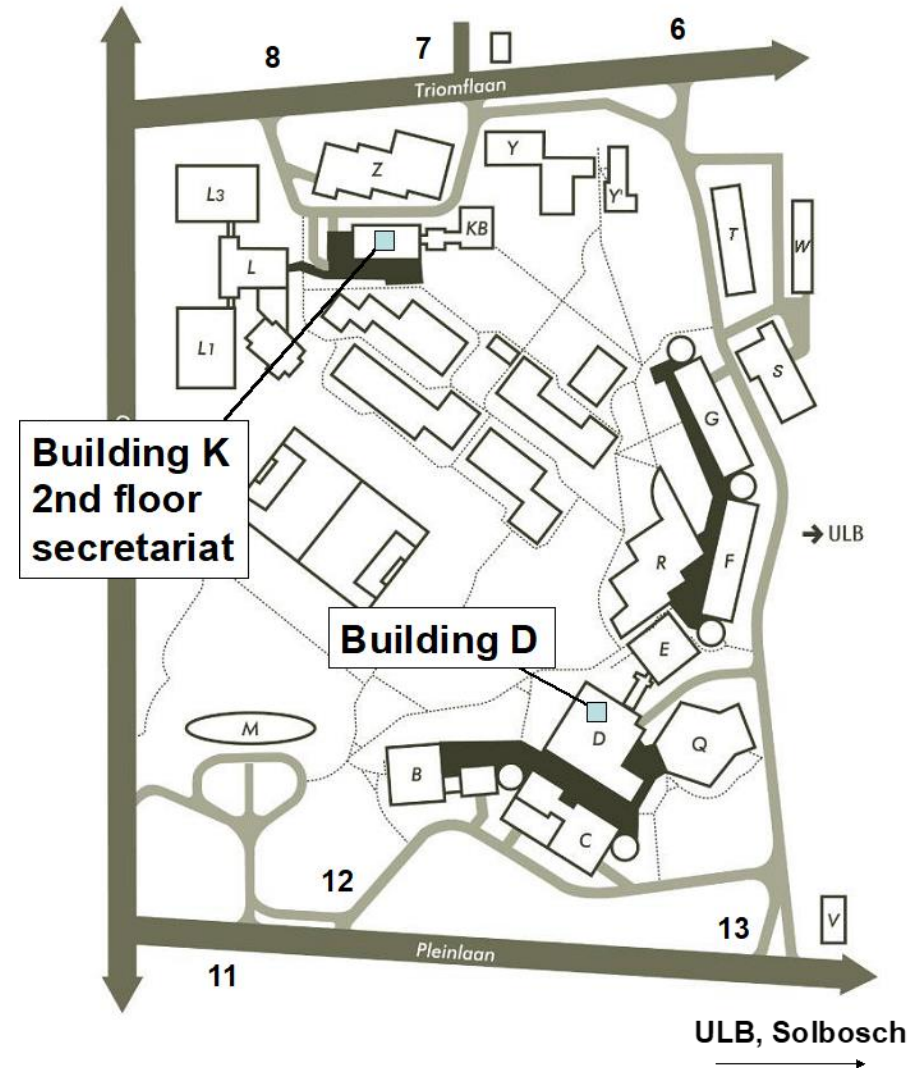 8
7
6
Triomflaan
Z
Y
Y'
L3
KB
T
W
L
L1
S
G
Building K
2nd floor
secretariat
→ ULB
R
F
Building D
E
M
D
Q
B
C
12
13
V
Pleinlaan
11
ULB, Solbosch